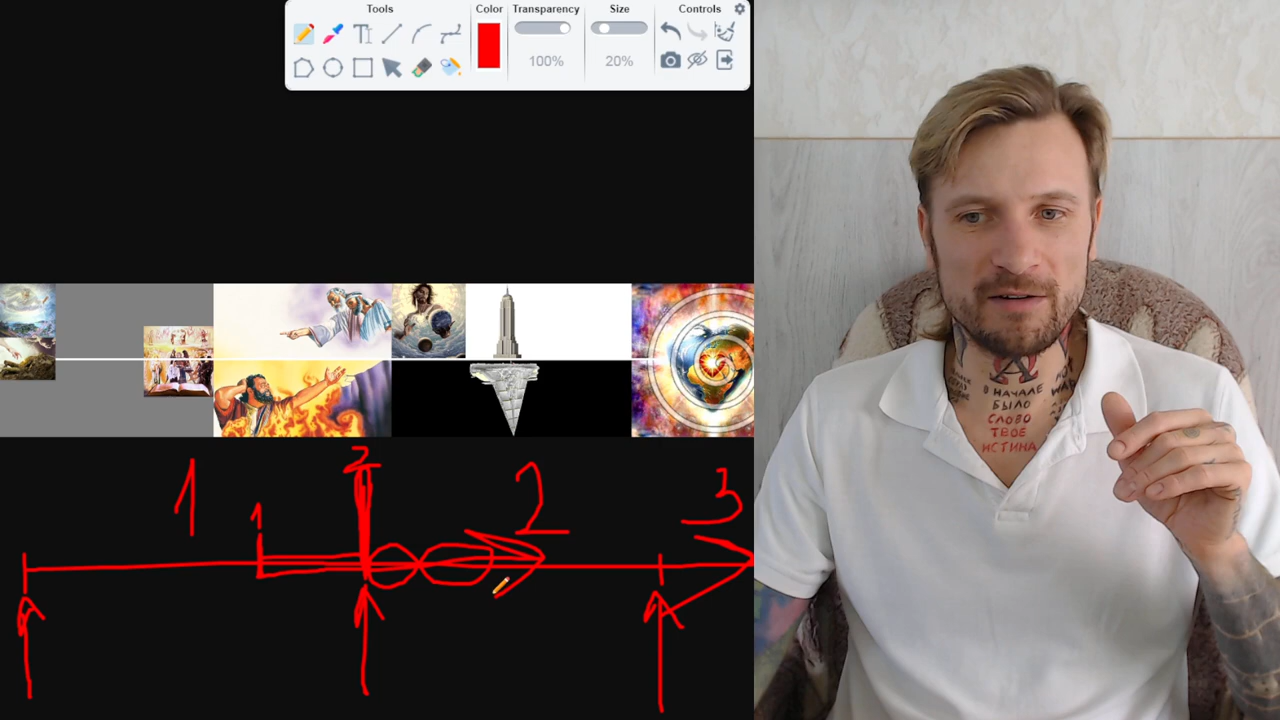 Tools
Color
Transparency
Size
Controls
100%
20%
1
1
2
2
3
В НАЧАЛЕ
БЫЛО
СЛОВО
ТВОЕ
ИСТИНА